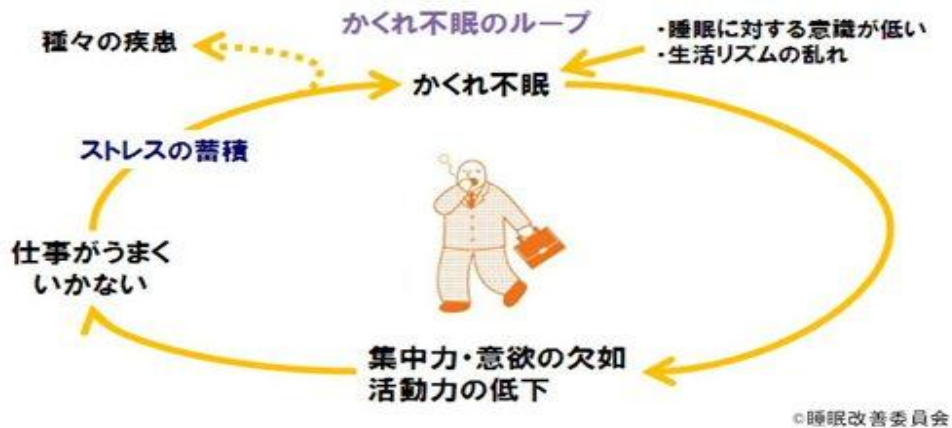 かくれ不眠のループ
種々の疾患
・睡眠に対する意識が低い
・生活リズムの乱れ
かくれ不眠
ストレスの蓄積
仕事がうまく
いかない
集中力・意欲の欠如
活動力の低下
©睡眠改善委員会